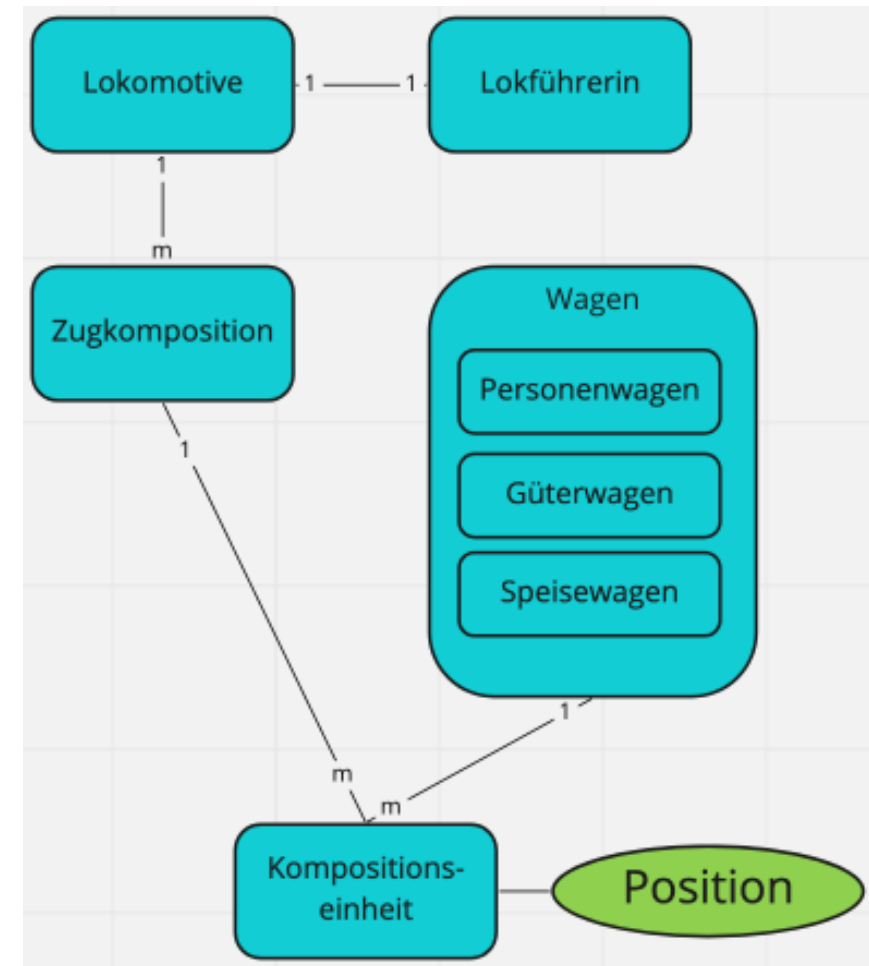 Lokomotive
1
1
Lokführerin
1
m
Zugkomposition
Wagen
Personenwagen
Güterwagen
Speisewagen
1
1
m
m
Kompositions-
einheit
Position